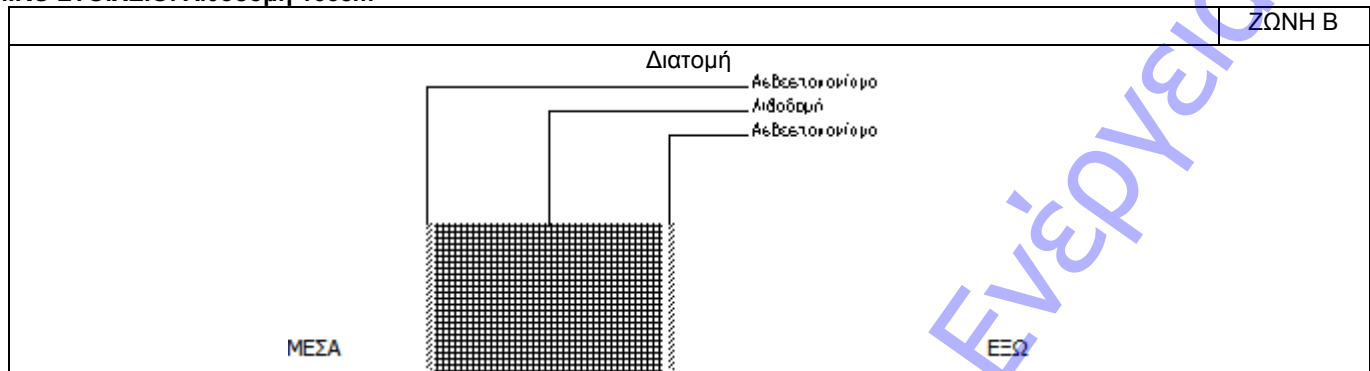 ΖΩΝΗ Β
Διατομή
Ασβεστοκονίαμα
Λιθοδομή
Ασβεστοκονίαμα
ΜΕΣΑ
ΕΞΩ
Ενέργεια